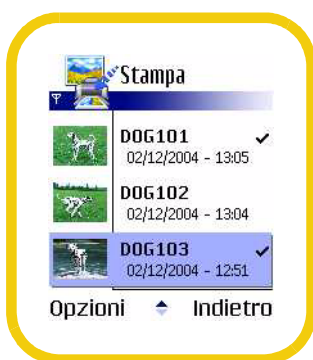 Stampa
DOG101
02/12/2004 - 13:05
DOG102
02/12/2004 - 13:04
DOG103
02/12/2004 - 12:51
Opzioni Indietro